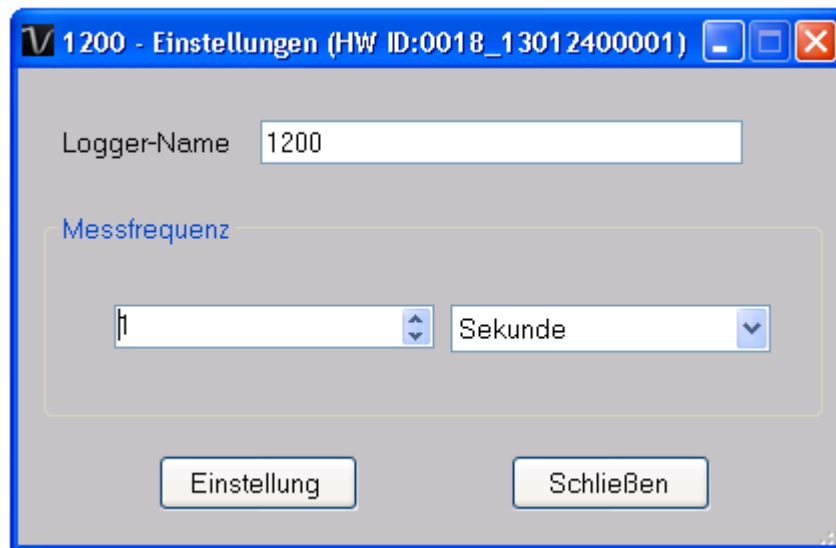 1200 - Einstellungen (HW ID:0018_13012400001)
Logger-Name 1200
Messfrequenz
1 Sekunde
Einstellung Schließen